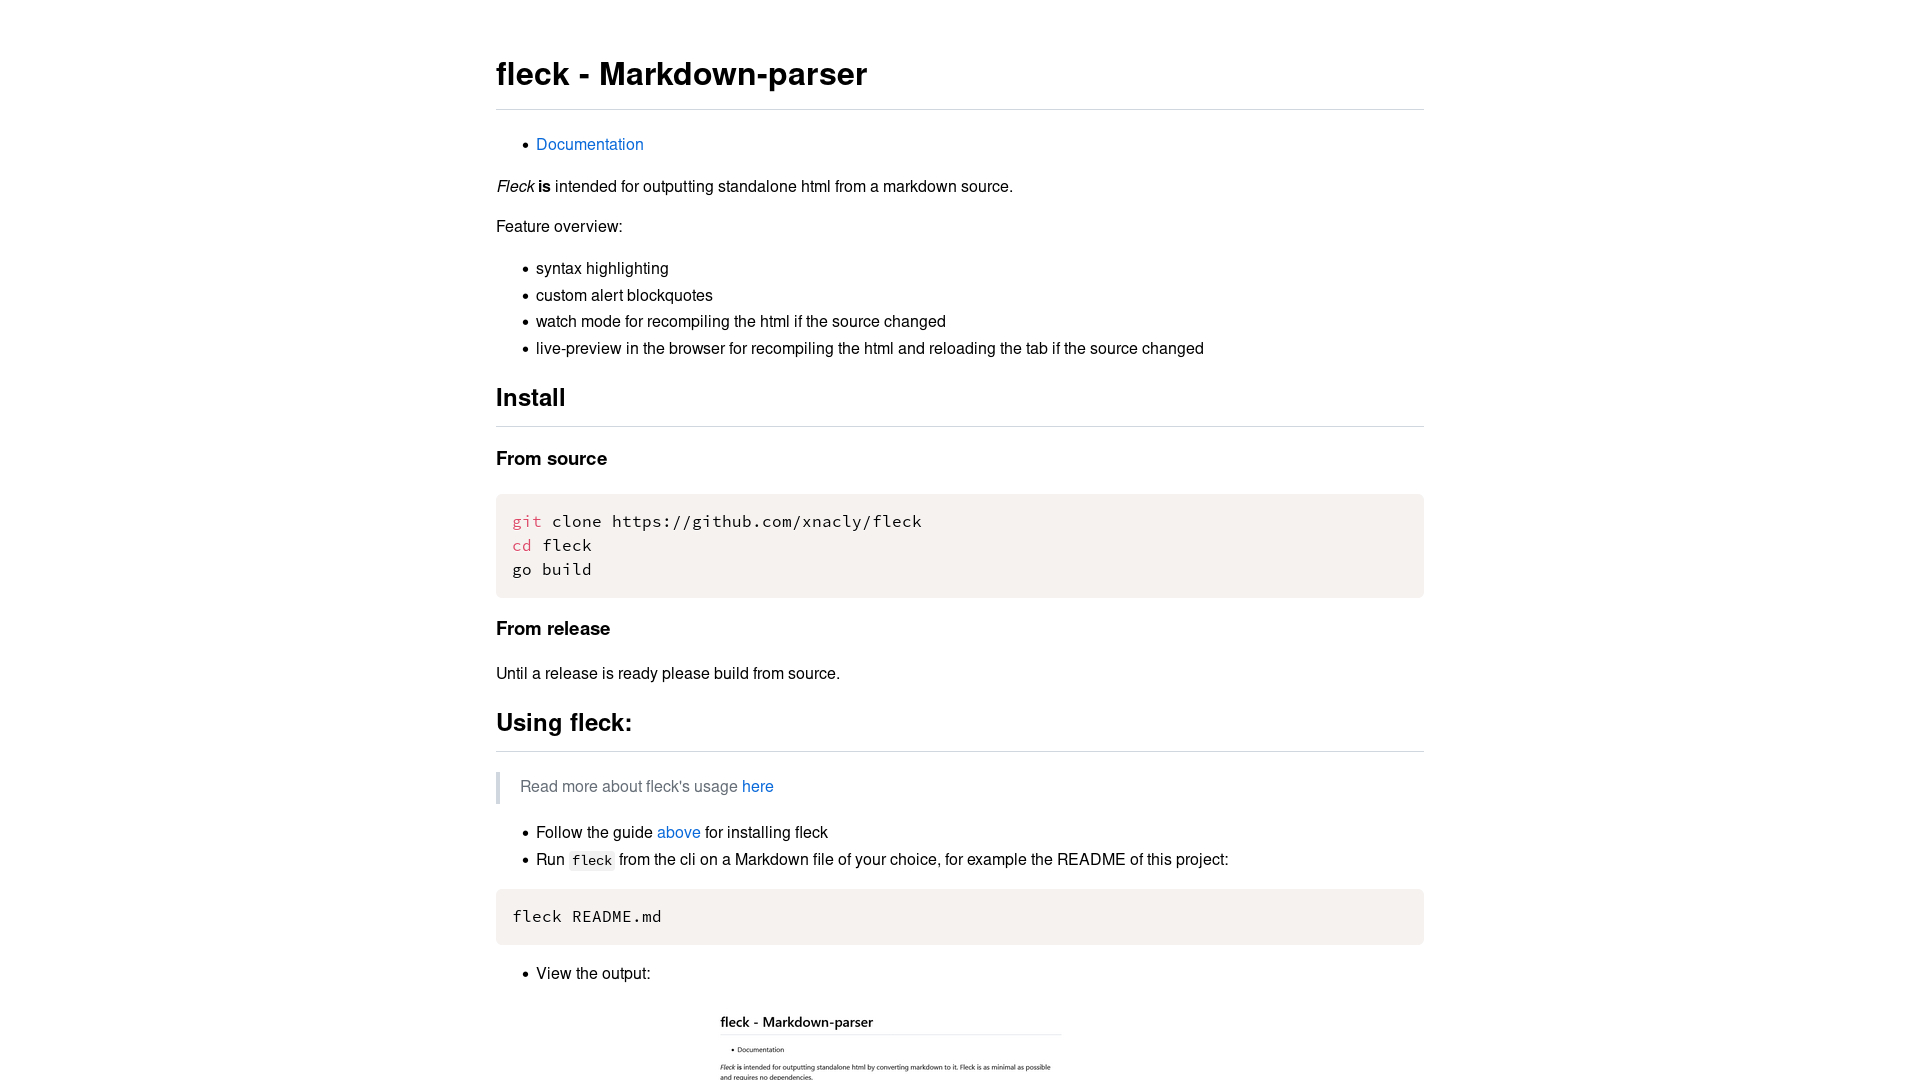 fleck - Markdown-parser
Documentation
Fleck is intended for outputting standalone html from a markdown source.
Feature overview:
syntax highlighting
custom alert blockquotes
watch mode for recompiling the html if the source changed
live-preview in the browser for recompiling the html and reloading the tab if the source changed
Install
From source
git clone https://github.com/xnacly/fleck
cd fleck
go build
From release
Until a release is ready please build from source.
Using fleck:
Read more about fleck's usage here
Follow the guide above for installing fleck
Run fleck from the cli on a Markdown file of your choice, for example the README of this project:
fleck README.md
View the output:
fleck - Markdown-parser
Documentation
Fleck is intended for outputting standalone html by converting markdown to it. Fleck is as minimal as possible
and requires no dependencies.